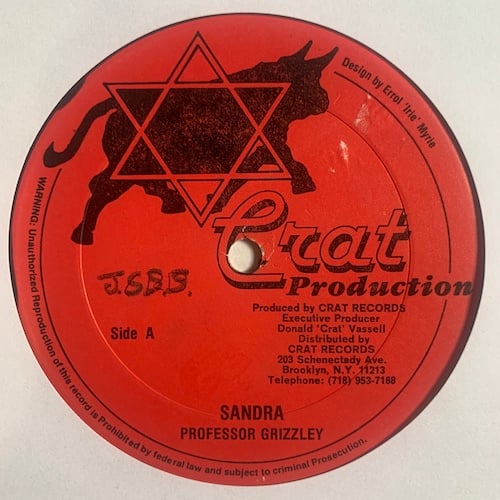 Design by Errol 'Irie' Myrie
Crat
Production
J.S.B.S.
Side A
Produced by CRAT RECORDS
Executive Producer
Donald 'Crat' Vassell
Distributed by
CRAT RECORDS
203 Schenectady Ave.
Brooklyn, N.Y. 11213
Telephone: (718) 953-7188
SANDRA
PROFESSOR GRIZZLEY
WARNING: Unauthorized Reproduction of this record is Prohibited by federal law and subject to criminal Prosecution.